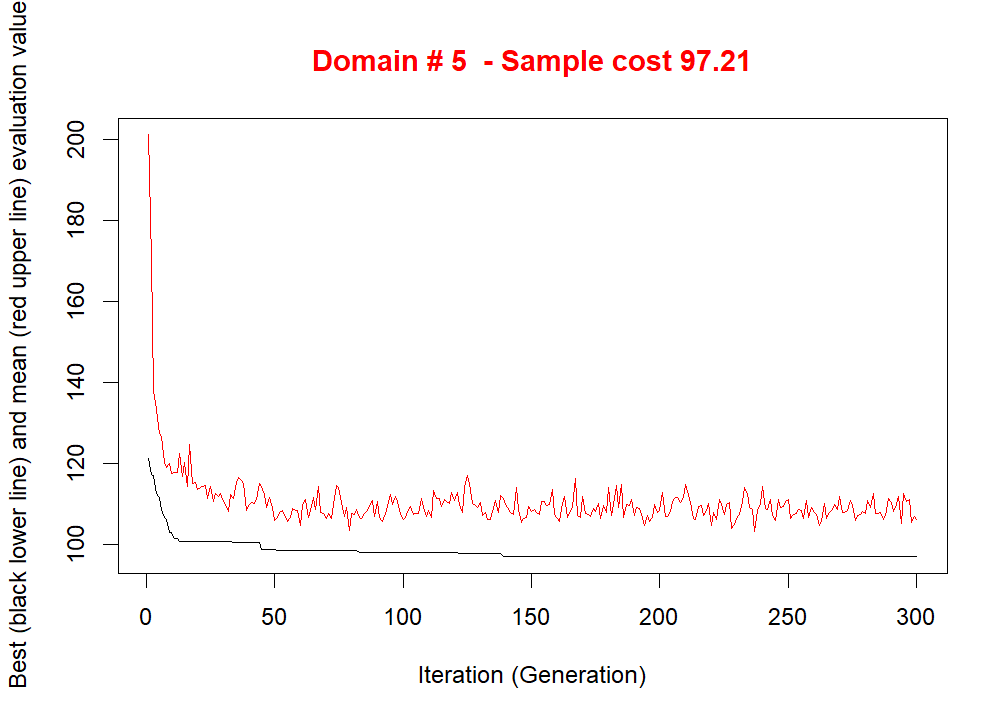 Domain # 5  - Sample cost 97.21
Best (black lower line) and mean (red upper line) evaluation value
200
180
160
140
120
100
0 50 100 150 200 250 300
Iteration (Generation)